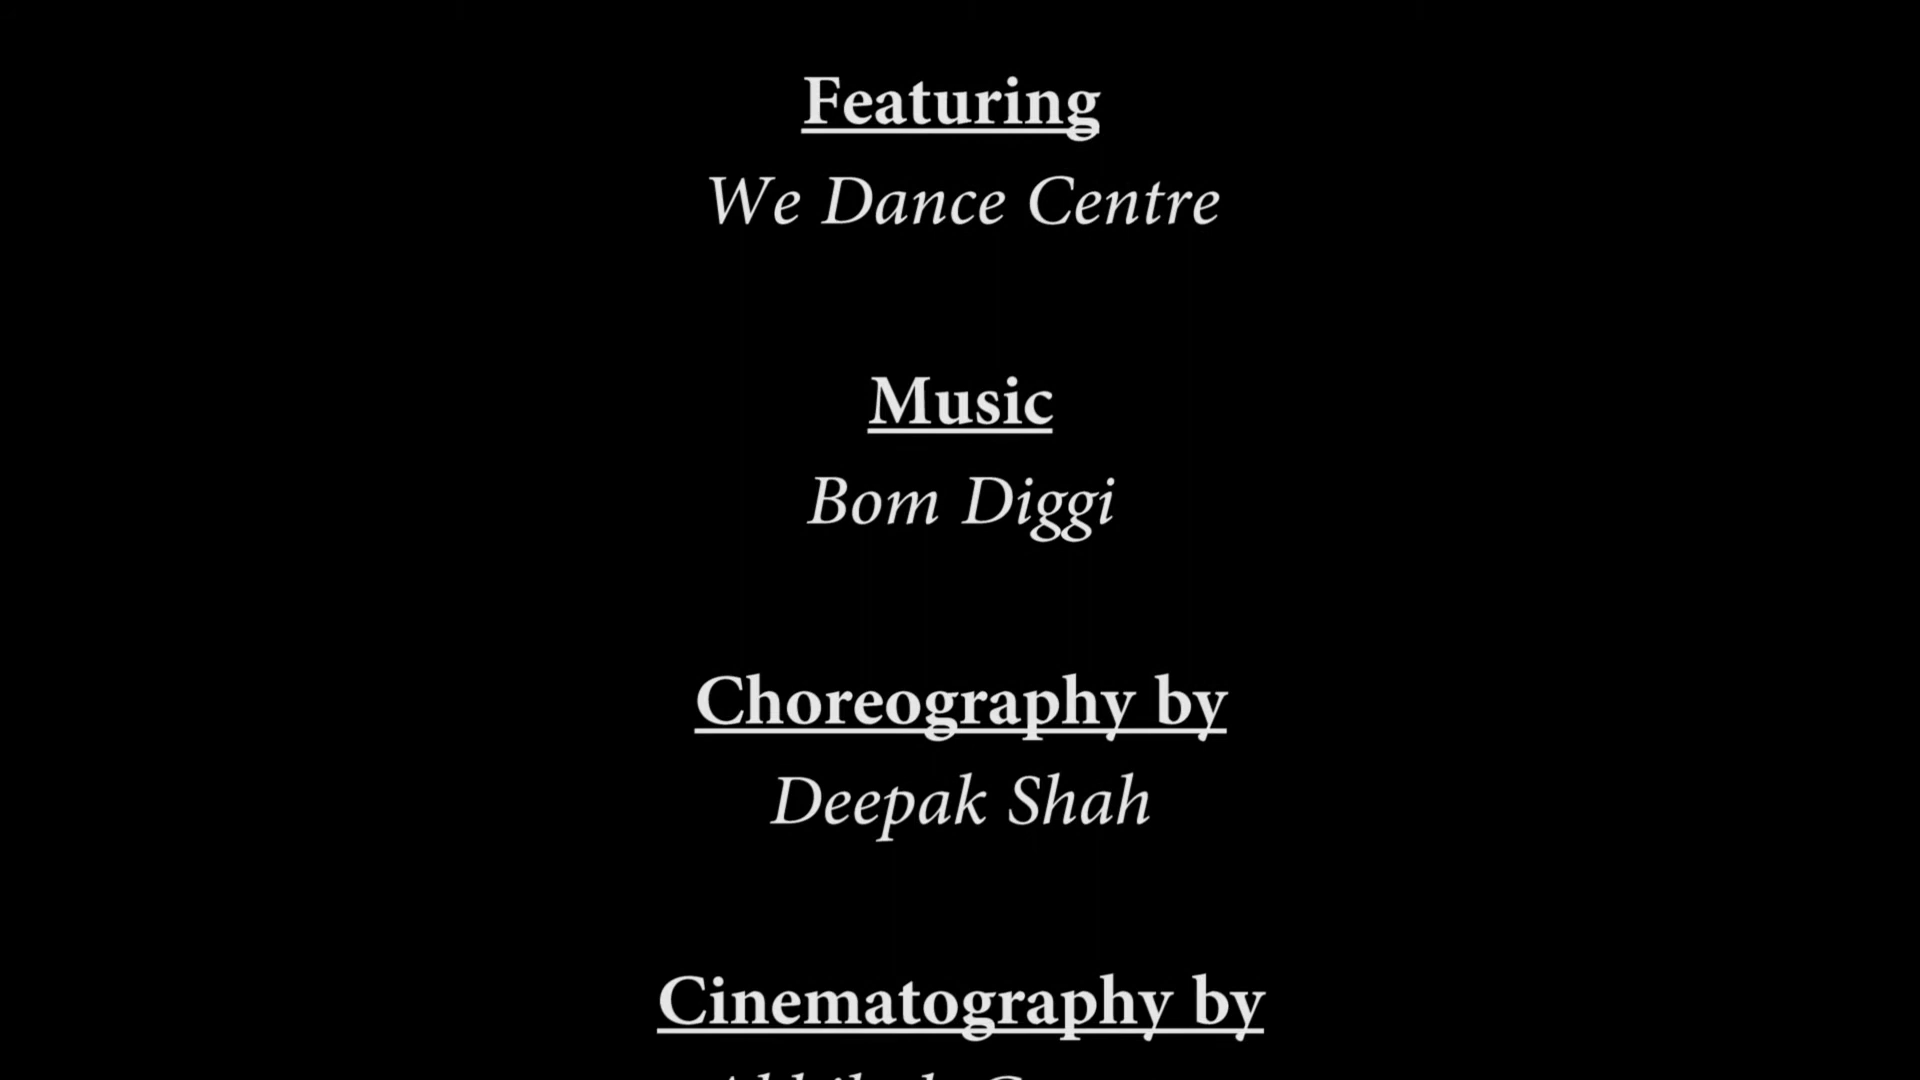 Featuring
We Dance Centre
Music
Bom Diggi
Choreography by
Deepak Shah
Cinematography by